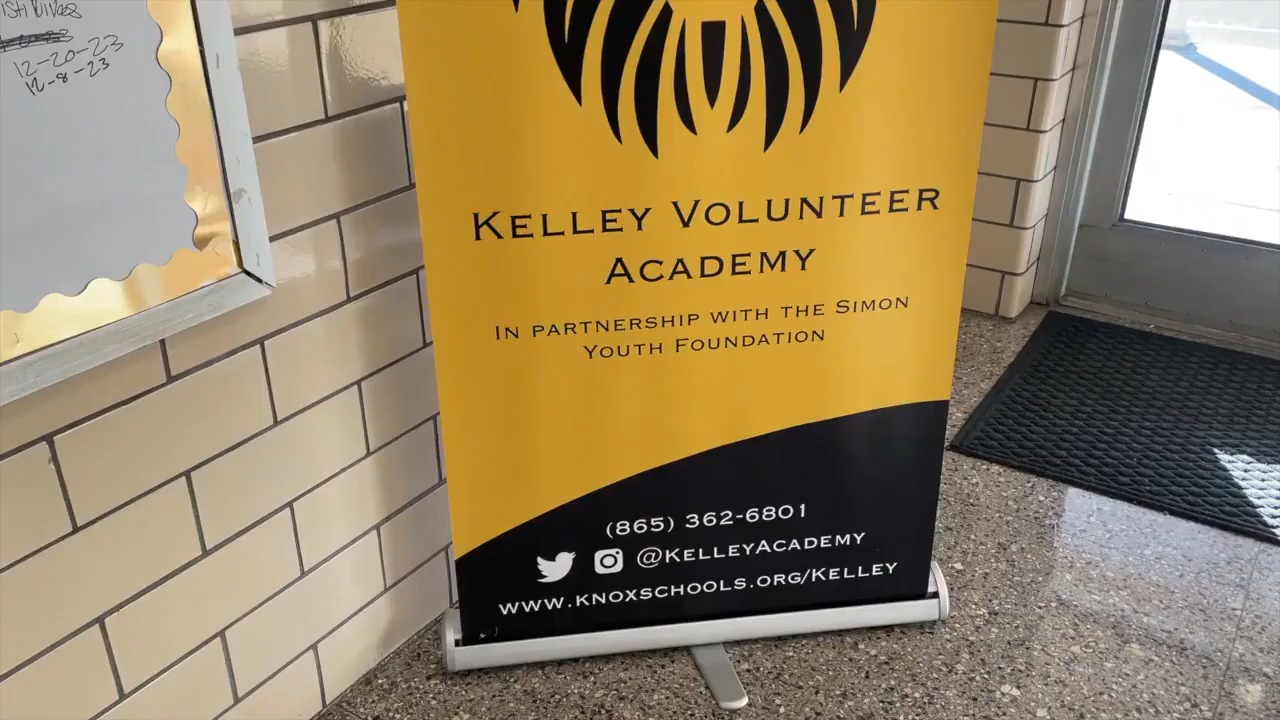 12-20-23
12-8-23
KELLEY VOLUNTEER
ACADEMY
IN PARTNERSHIP WITH THE SIMON
YOUTH FOUNDATION
(865) 362-6801
@KELLEYACADEMY
WWW.KNOXSCHOOLS.ORG/KELLEY